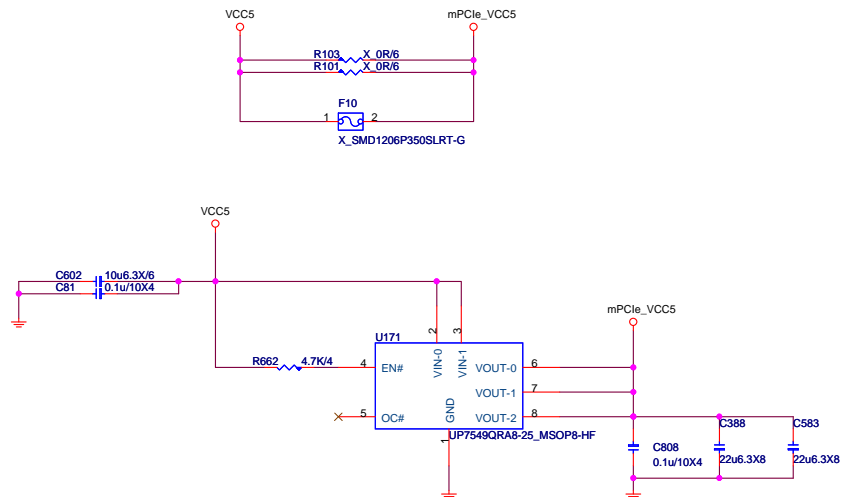 VCC5
mPCIe_VCC5
R103 X_0R/6
R101 X_0R/6
F10
1 2
X_SMD1206P350SLRT-G
VCC5
C602 10u6.3X/6
C81 0.1u/10X4
mPCIe_VCC5
U171
2 3
R662 4.7K/4
4 EN#
VIN-0
VIN-1
VOUT-0 6
VOUT-1 7
5 OC#
GND
VOUT-2 8
1
UP7549QRA8-25_MSOP8-HF
C388
C583
C808
0.1u/10X4
22u6.3X8
22u6.3X8